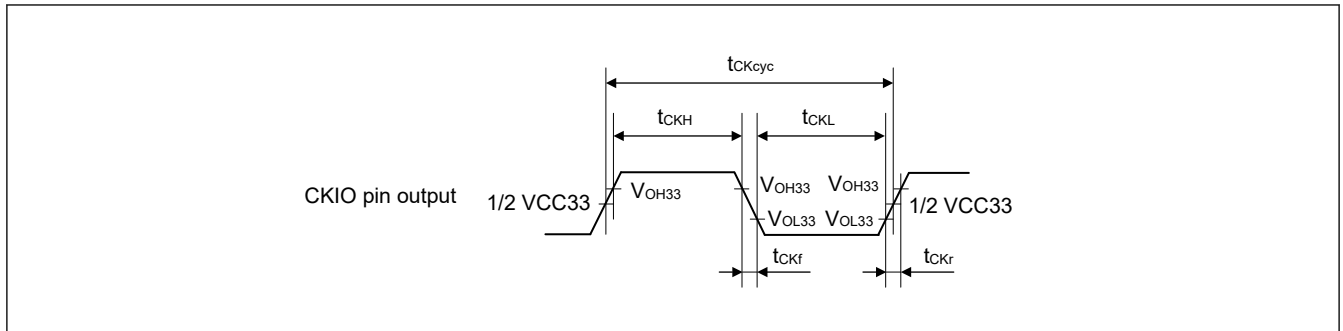 tCKcyc
tCKH tCKL
CKIO pin output 1/2 VCC33 VOH33 VOH33 VOH33 1/2 VCC33
VOL33 VOL33
tCKf tCKr